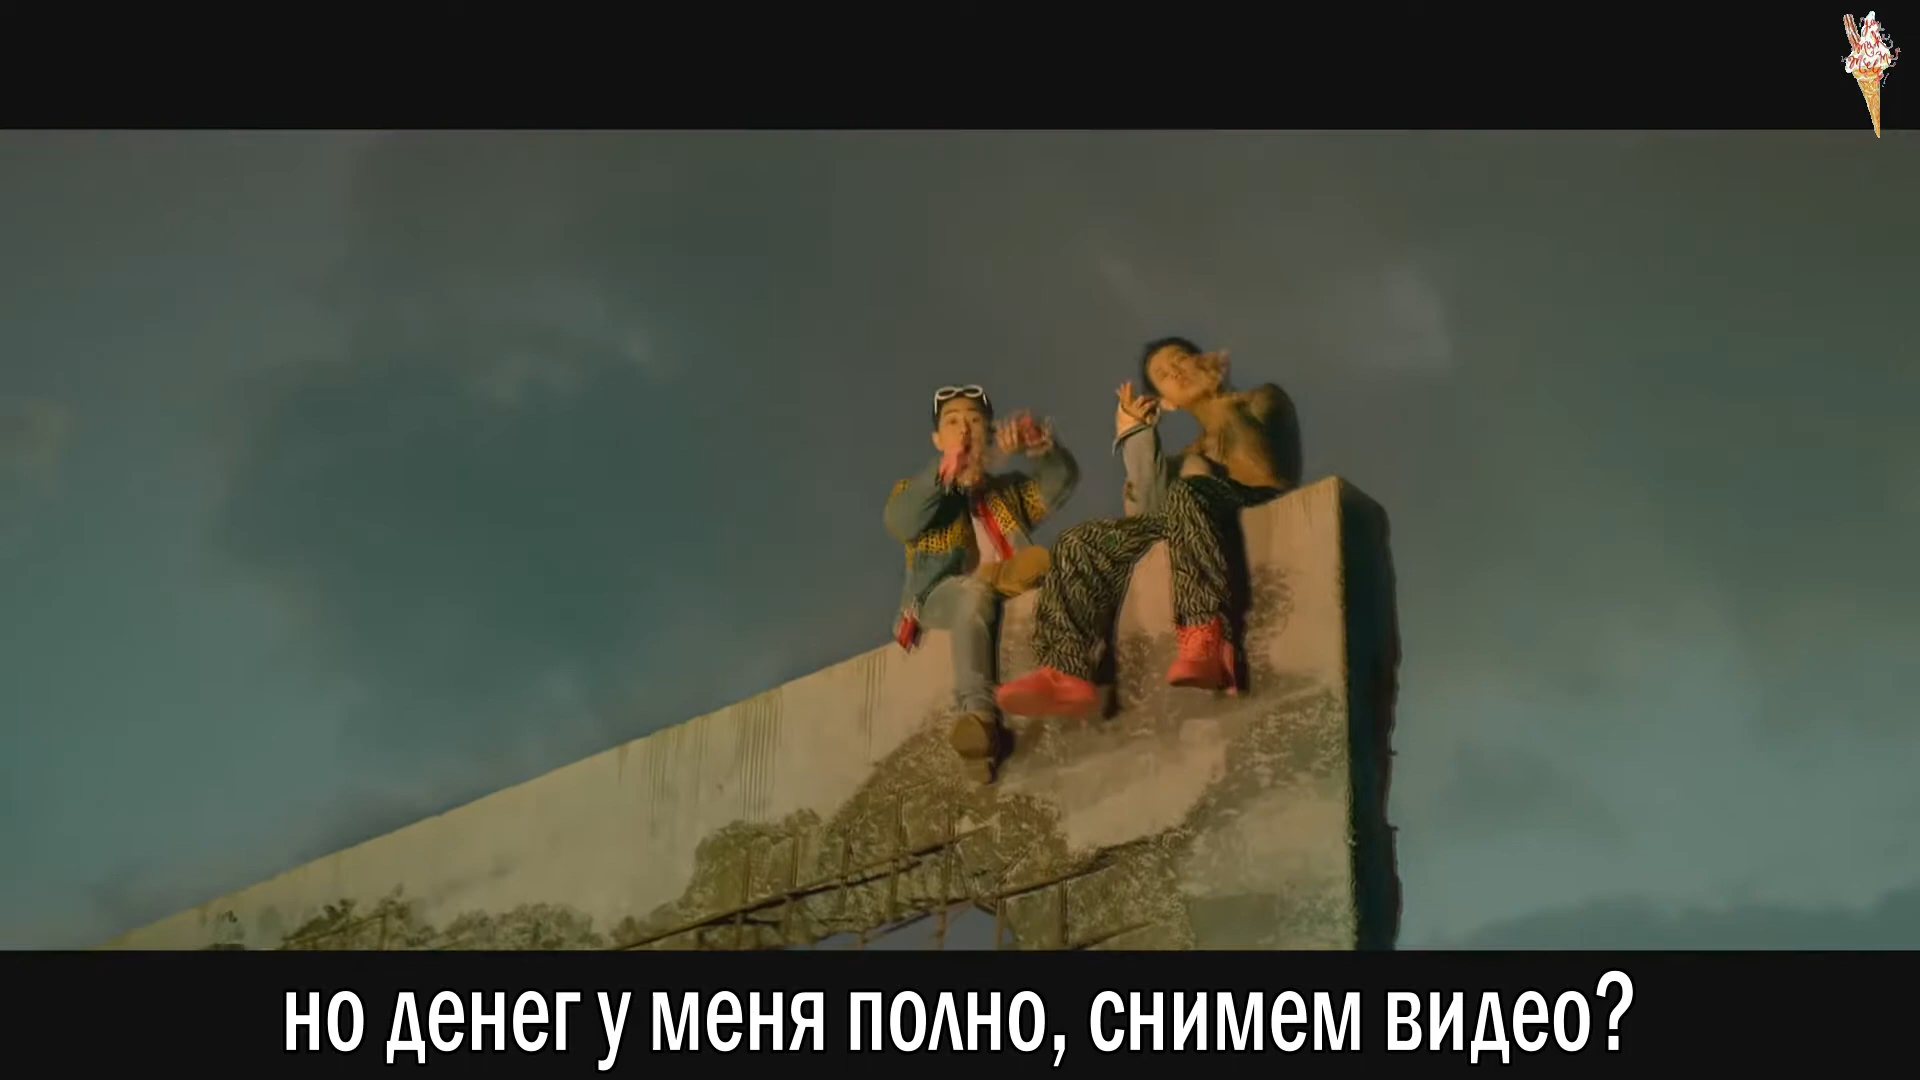 но денег у меня полно, снимем видео?